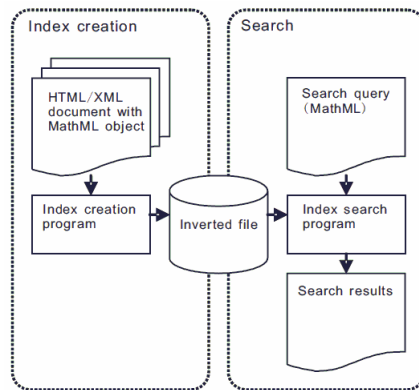 Index creation
HTML/XML
document with
MathML object
Index creation
program
Inverted file
Search
Search query
(MathML)
Index search
program
Search results